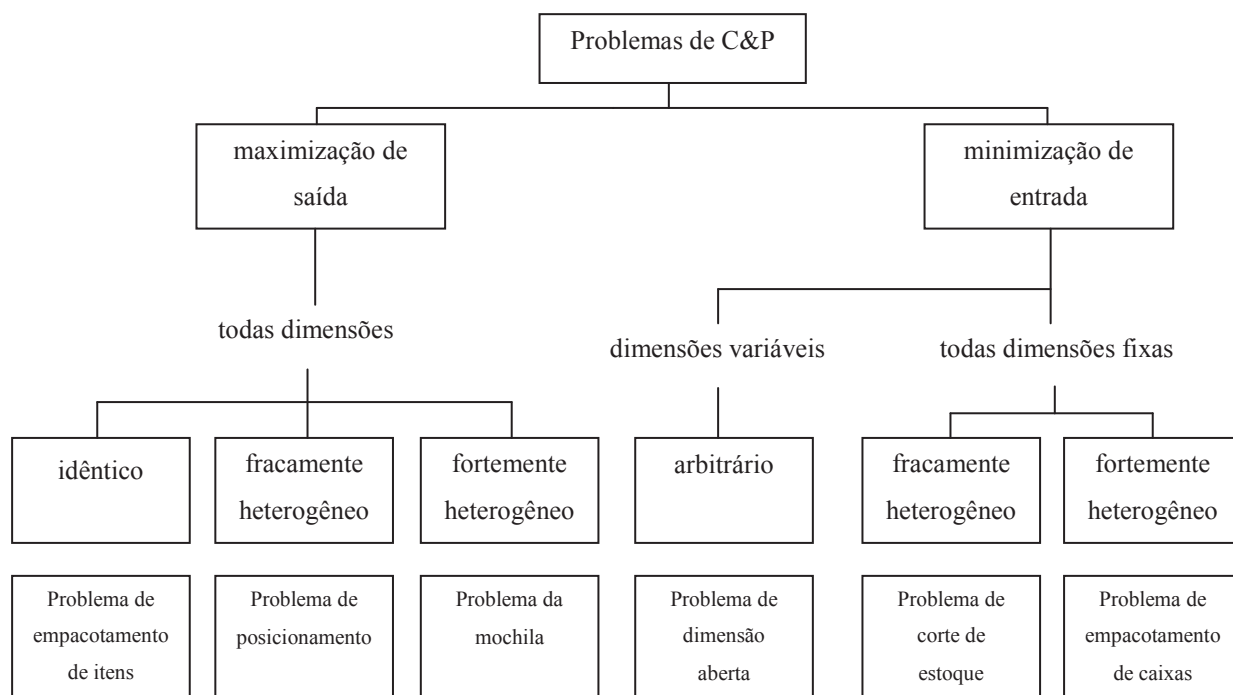 Problemas de C&P
maximização de
saída
minimização de
entrada
todas dimensões
dimensões variáveis
todas dimensões fixas
idêntico
fracamente
heterogêneo
fortemente
heterogêneo
arbitrário
fracamente
heterogêneo
fortemente
heterogêneo
Problema de
empacotamento
de itens
Problema de
posicionamento
Problema da
mochila
Problema de
dimensão
aberta
Problema de
corte de
estoque
Problema de
empacotamento
de caixas